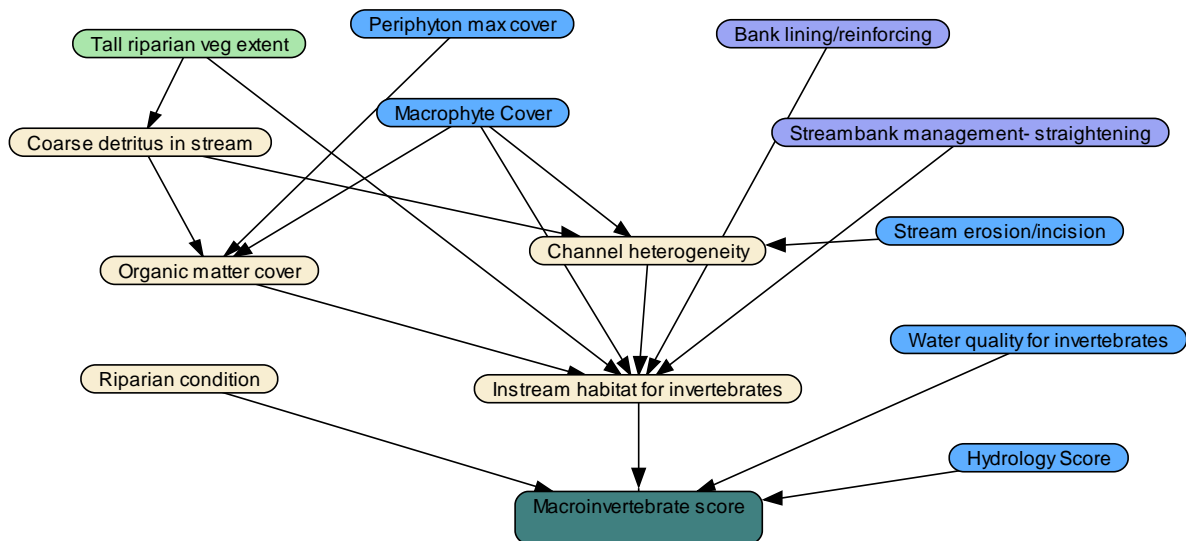 Periphyton max cover
Bank lining/reinforcing
Tall riparian veg extent
Macrophyte Cover
Streambank management- straightening
Coarse detritus in stream
Stream erosion/incision
Channel heterogeneity
Organic matter cover
Water quality for invertebrates
Riparian condition
Instream habitat for invertebrates
Hydrology Score
Macroinvertebrate score